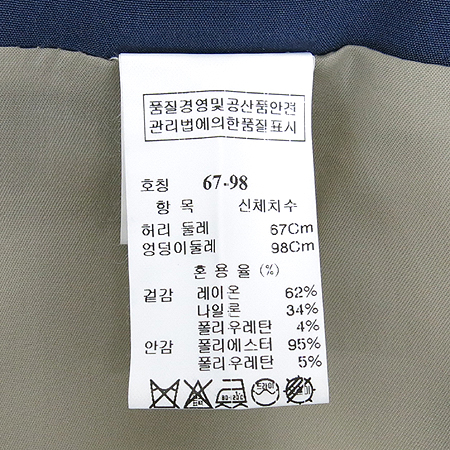 품질경영및공산품안전
관리법에의한품질표시
호칭 67-98
항 목 신체치수
허리 둘레 67Cm
엉덩이둘레 98Cm
혼 용 율 (%)
겉감 레이온 62%
나일론 34%
폴리우레탄 4%
안감 폴리에스터 95%
폴리우레탄 5%
드라이